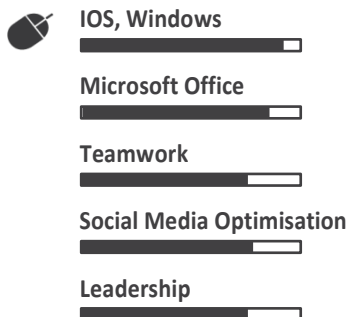 IOS, Windows
Microsoft Office
Teamwork
Social Media Optimisation
Leadership